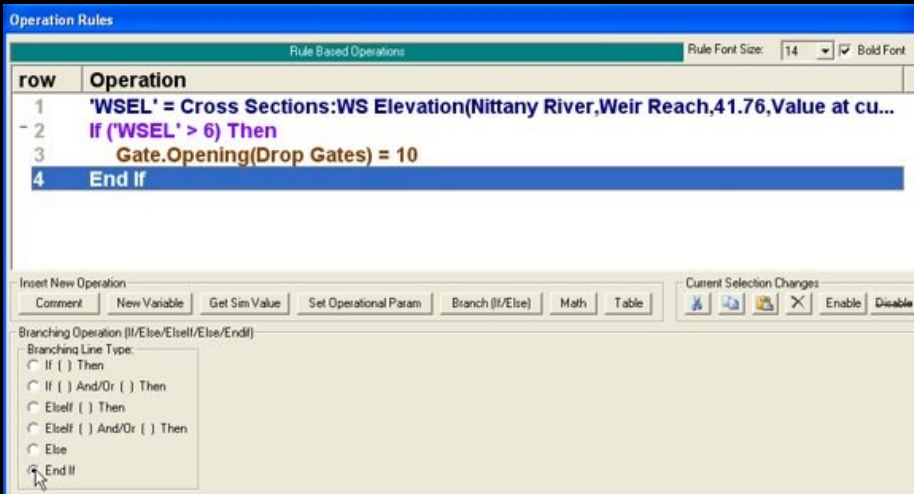 Operation Rules
Rule Based Operations Rule Font Size: 14 Bold Font
row Operation
1 'WSEL' = Cross Sections:WS Elevation(Nittany River,Weir Reach,41.76,Value at cu...
2 If ('WSEL' > 6) Then
3 Gate.Opening(Drop Gates) = 10
4 End If
Insert New Operation Current Selection Changes
Comment New Variable Get Sim Value Set Operational Param Branch (If/Else) Math Table Enable Disable
Branching Operation (If/Else/ElseIf/Else/Endif)
Branching Line Type:
If ( ) Then
If ( ) And/Or ( ) Then
ElseIf ( ) Then
ElseIf ( ) And/Or ( ) Then
Else
End If